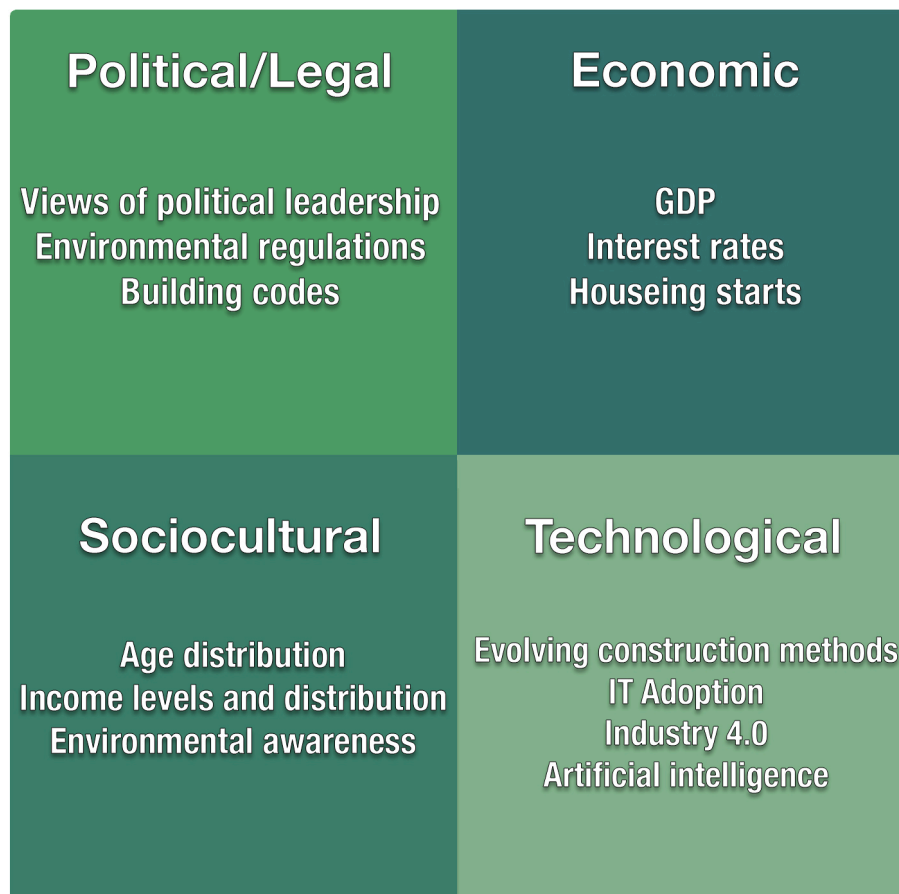 Political/Legal
Views of political leadership
Environmental regulations
Building codes
Economic
GDP
Interest rates
Houseing starts
Sociocultural
Age distribution
Income levels and distribution
Environmental awareness
Technological
Evolving construction methods
IT Adoption
Industry 4.0
Artificial intelligence